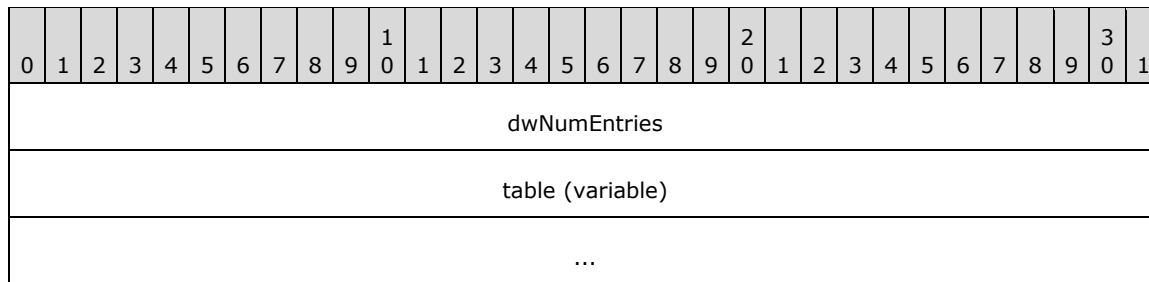 1 2 3
0 1 2 3 4 5 6 7 8 9 0 1 2 3 4 5 6 7 8 9 0 1 2 3 4 5 6 7 8 9 0 1
dwNumEntries
table (variable)
...